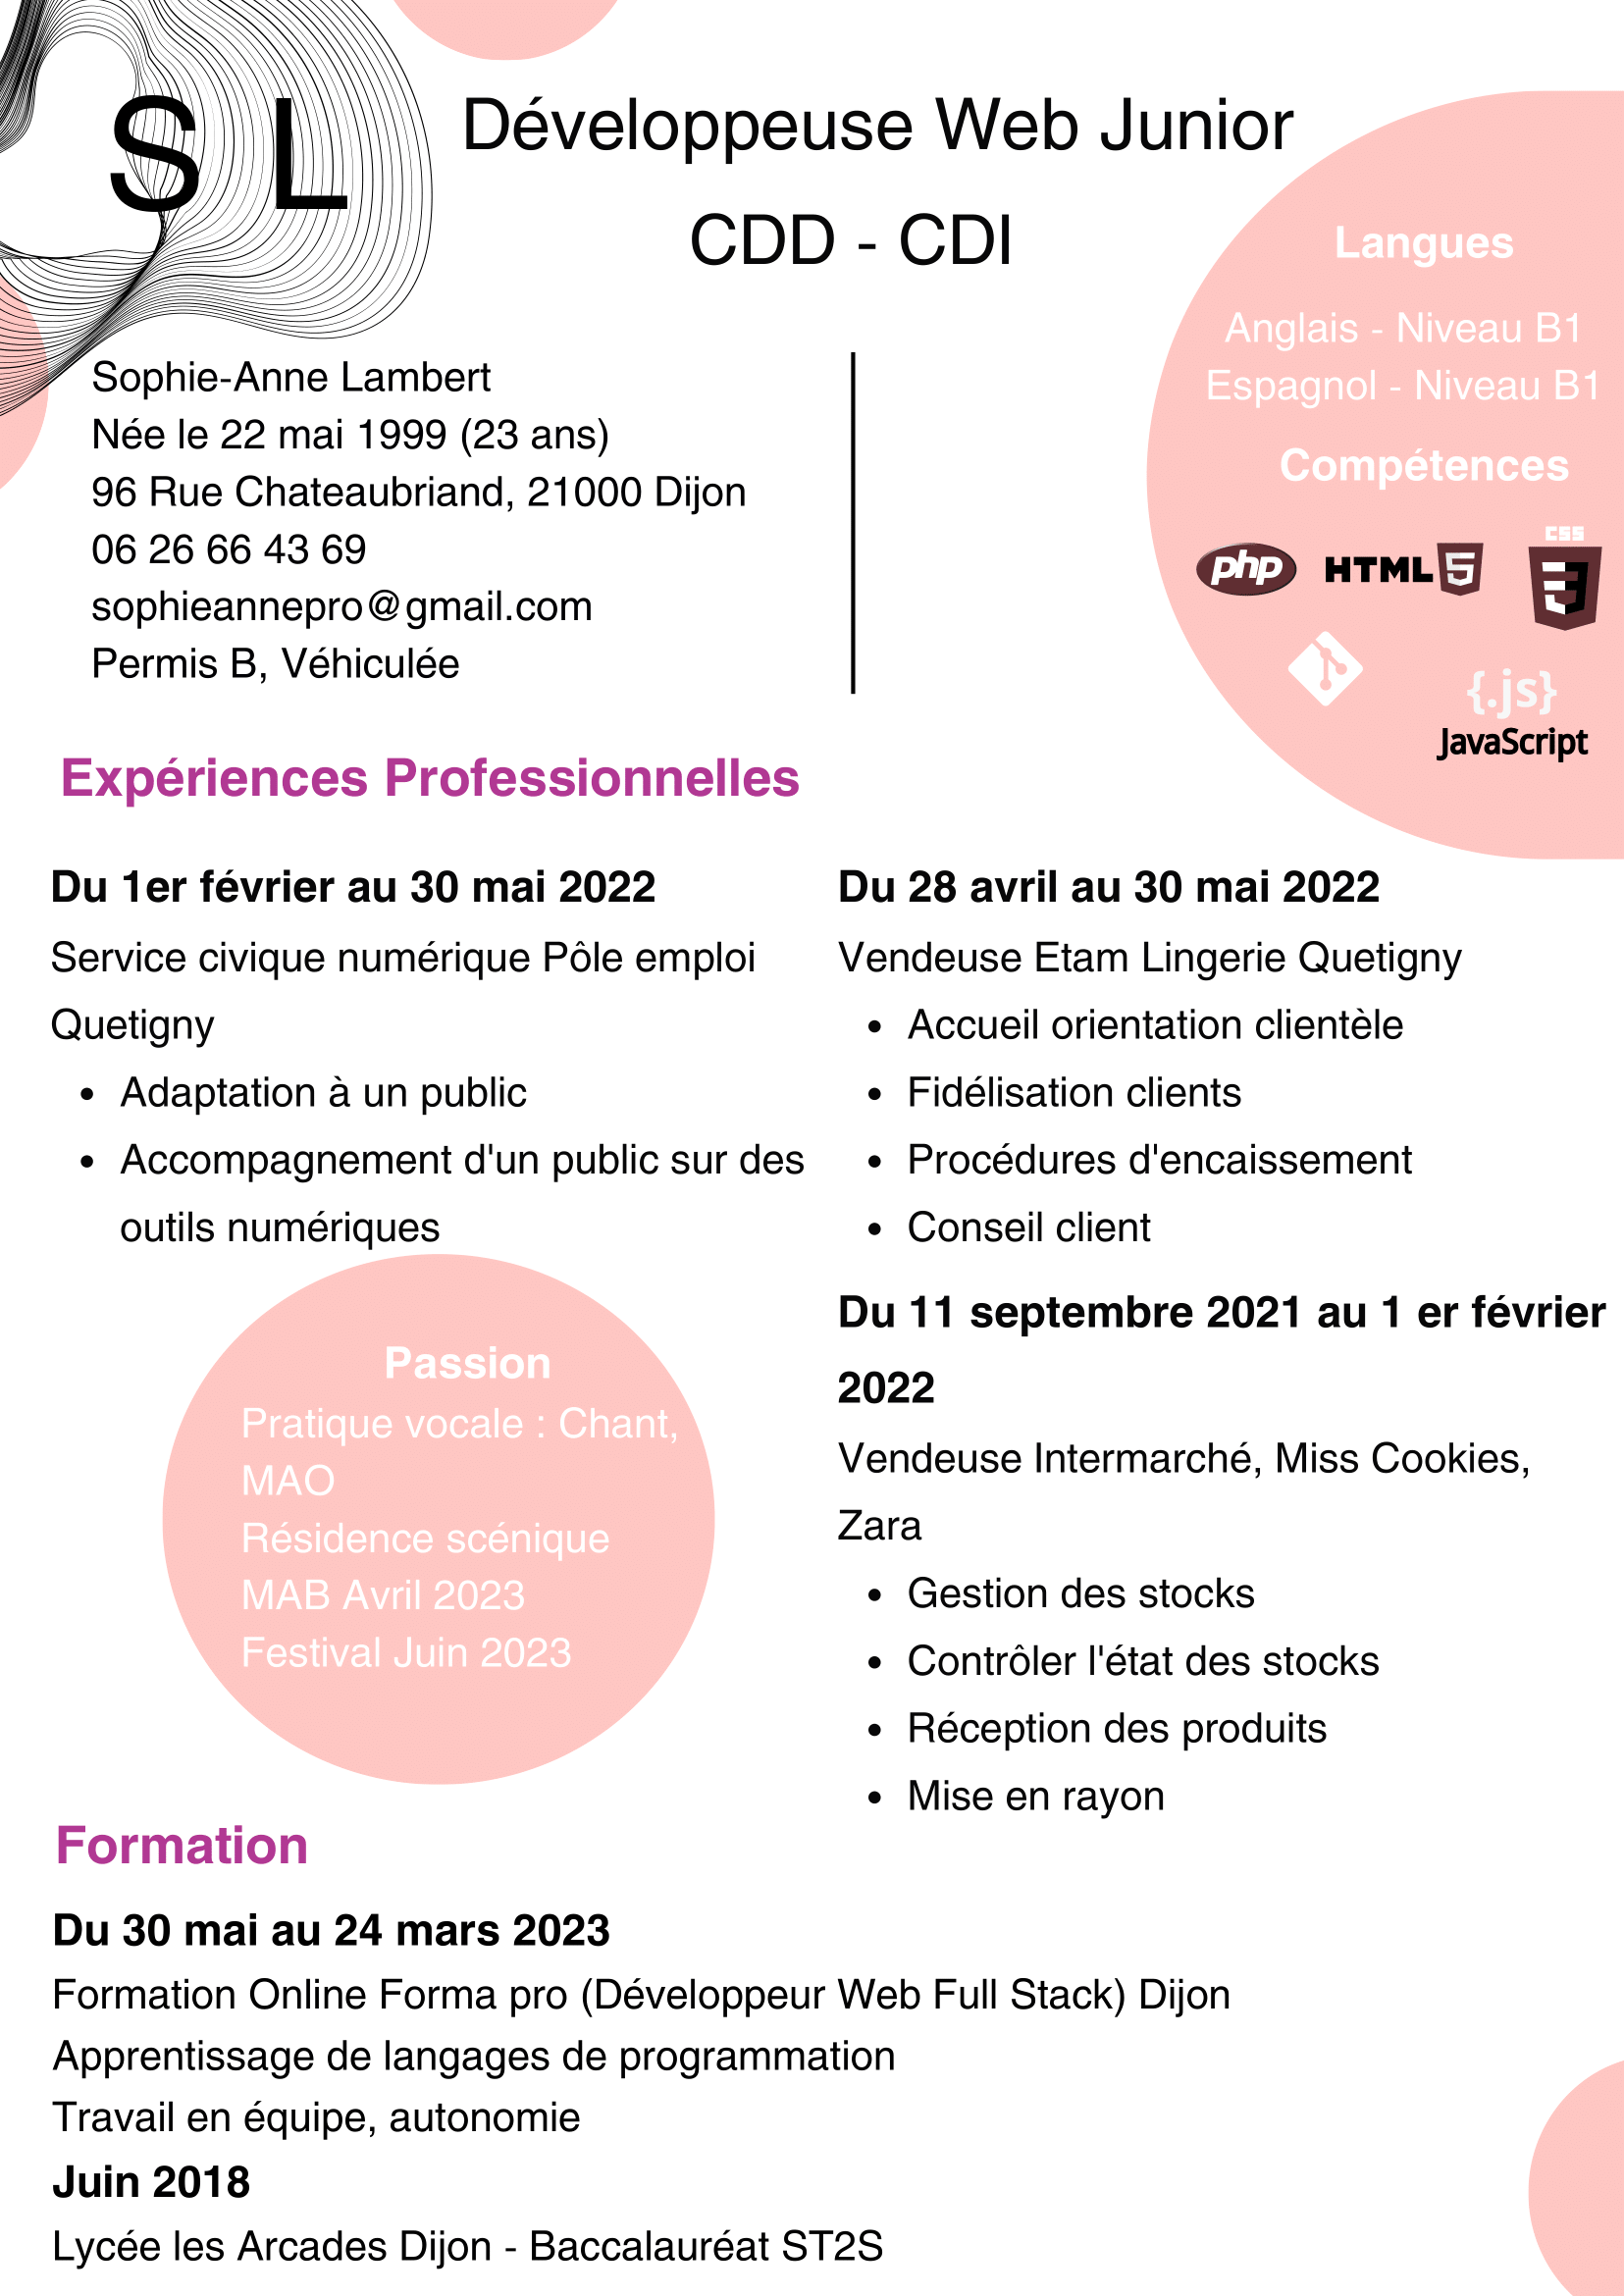 S L
Développeuse Web Junior
CDD - CDI
Sophie-Anne Lambert
Née le 22 mai 1999 (23 ans)
96 Rue Chateaubriand, 21000 Dijon
06 26 66 43 69
sophieannepro@gmail.com
Permis B, Véhiculée
Langues
Anglais - Niveau B1
Espagnol - Niveau B1
Compétences
php
HTML 5
CSS
3
{.js}
JavaScript
Expériences Professionnelles
Du 1er février au 30 mai 2022
Service civique numérique Pôle emploi
Quetigny
• Adaptation à un public
• Accompagnement d'un public sur des
outils numériques
Du 28 avril au 30 mai 2022
Vendeuse Etam Lingerie Quetigny
• Accueil orientation clientèle
• Fidélisation clients
• Procédures d'encaissement
• Conseil client
Du 11 septembre 2021 au 1 er février
2022
Vendeuse Intermarché, Miss Cookies,
Zara
• Gestion des stocks
• Contrôler l'état des stocks
• Réception des produits
• Mise en rayon
Passion
Pratique vocale : Chant,
MAO
Résidence scénique
MAB Avril 2023
Festival Juin 2023
Formation
Du 30 mai au 24 mars 2023
Formation Online Forma pro (Développeur Web Full Stack) Dijon
Apprentissage de langages de programmation
Travail en équipe, autonomie
Juin 2018
Lycée les Arcades Dijon - Baccalauréat ST2S